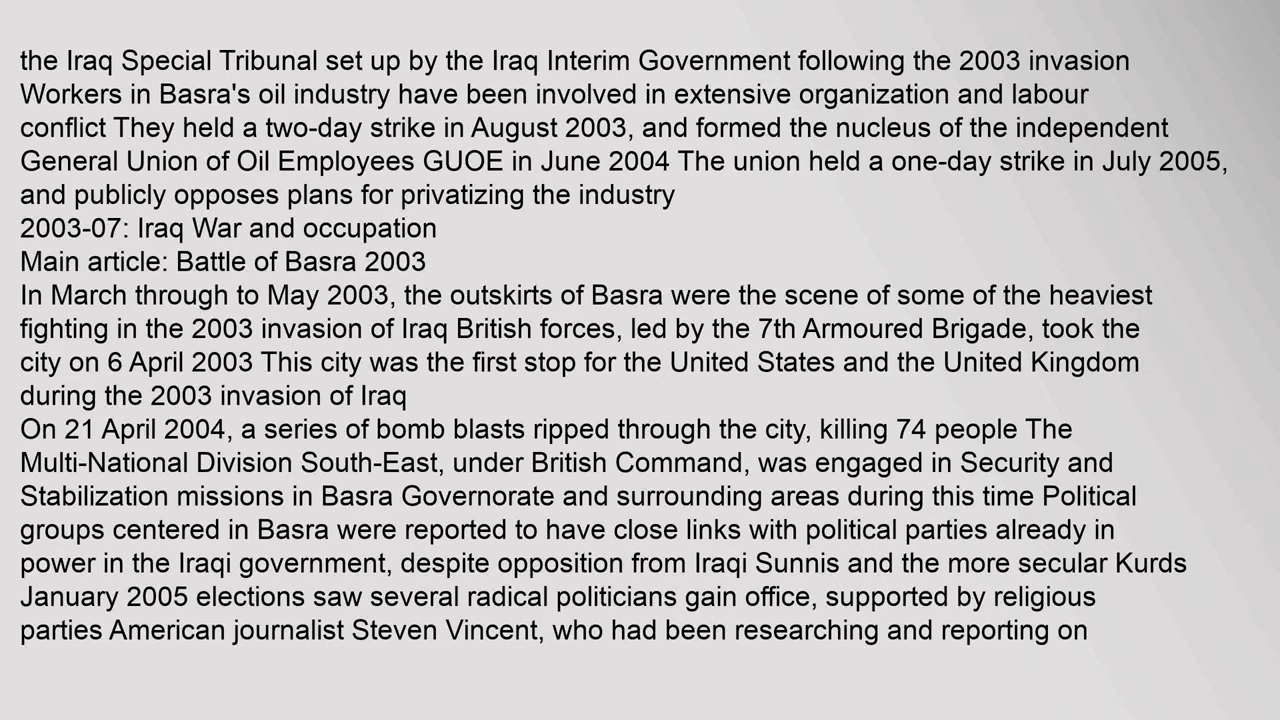 the Iraq Special Tribunal set up by the Iraq Interim Government following the 2003 invasion
Workers in Basra's oil industry have been involved in extensive organization and labour
conflict They held a two-day strike in August 2003, and formed the nucleus of the independent
General Union of Oil Employees GUOE in June 2004 The union held a one-day strike in July 2005,
and publicly opposes plans for privatizing the industry
2003-07: Iraq War and occupation
Main article: Battle of Basra 2003
In March through to May 2003, the outskirts of Basra were the scene of some of the heaviest
fighting in the 2003 invasion of Iraq British forces, led by the 7th Armoured Brigade, took the
city on 6 April 2003 This city was the first stop for the United States and the United Kingdom
during the 2003 invasion of Iraq
On 21 April 2004, a series of bomb blasts ripped through the city, killing 74 people The
Multi-National Division South-East, under British Command, was engaged in Security and
Stabilization missions in Basra Governorate and surrounding areas during this time Political
groups centered in Basra were reported to have close links with political parties already in
power in the Iraqi government, despite opposition from Iraqi Sunnis and the more secular Kurds
January 2005 elections saw several radical politicians gain office, supported by religious
parties American journalist Steven Vincent, who had been researching and reporting on